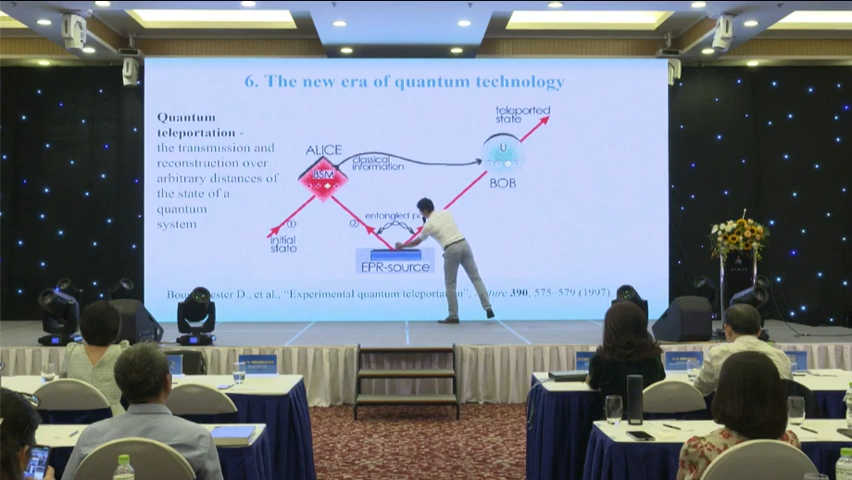 6. The new era of quantum technology
Quantum
teleportation -
the transmission and
reconstruction over
arbitrary distances of
the state of a
quantum
system
teleported
state
ALICE
BSM
classical
information
U
BOB
①
②
entangled
initial
state
EPR-source
D., et al., “Experimental quantum teleportation”, 390, 575–579 (1997).